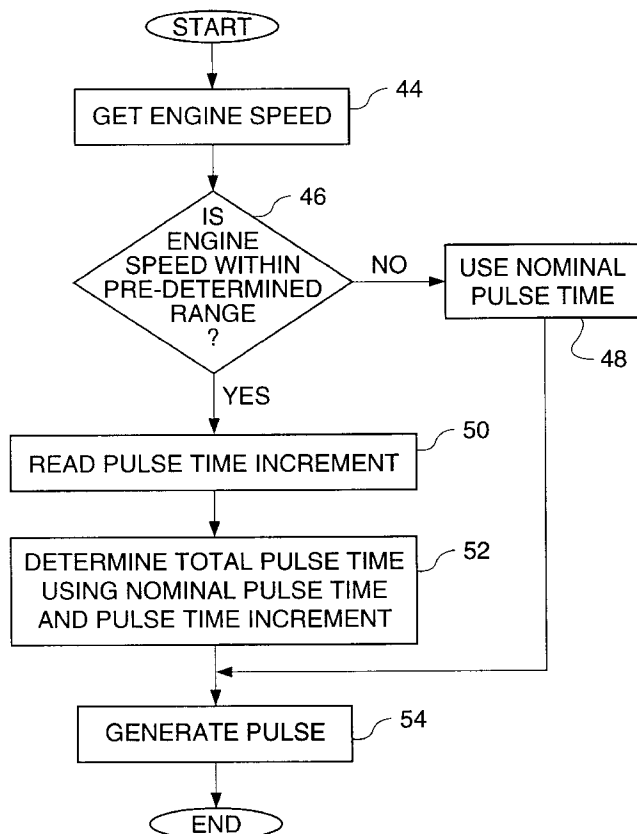 START
GET ENGINE SPEED
44
46
IS
ENGINE
SPEED WITHIN
PRE-DETERMINED
RANGE
?
NO
USE NOMINAL
PULSE TIME
48
YES
50
READ PULSE TIME INCREMENT
52
DETERMINE TOTAL PULSE TIME
USING NOMINAL PULSE TIME
AND PULSE TIME INCREMENT
GENERATE PULSE
54
END